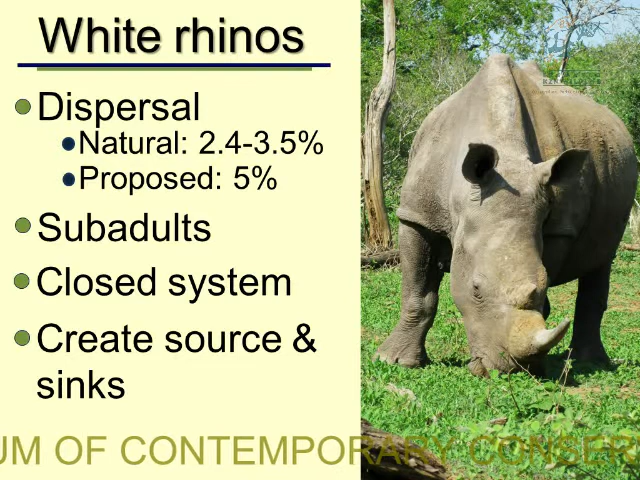 White rhinos
Dispersal
Natural: 2.4-3.5%
Proposed: 5%
Subadults
Closed system
Create source &
sinks
UM OF CONTEMPORARY CONSER